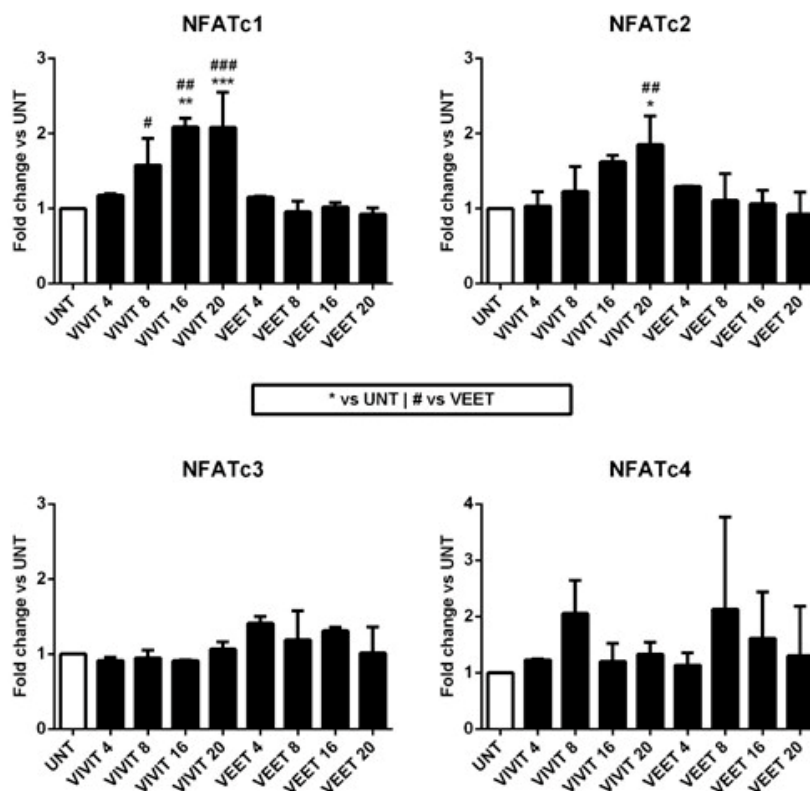 NFATc1
Fold change vs UNT
3
2
1
0
#
##
**
###
***
UNT
VIVIT 4
VIVIT 8
VIVIT 16
VIVIT 20
VEET 4
VEET 8
VEET 16
VEET 20
NFATc2
Fold change vs UNT
3
2
1
0
##
*
UNT
VIVIT 4
VIVIT 8
VIVIT 16
VIVIT 20
VEET 4
VEET 8
VEET 16
VEET 20
* vs UNT | # vs VEET
NFATc3
Fold change vs UNT
3
2
1
0
UNT
VIVIT 4
VIVIT 8
VIVIT 16
VIVIT 20
VEET 4
VEET 8
VEET 16
VEET 20
NFATc4
Fold change vs UNT
4
3
2
1
0
UNT
VIVIT 4
VIVIT 8
VIVIT 16
VIVIT 20
VEET 4
VEET 8
VEET 16
VEET 20